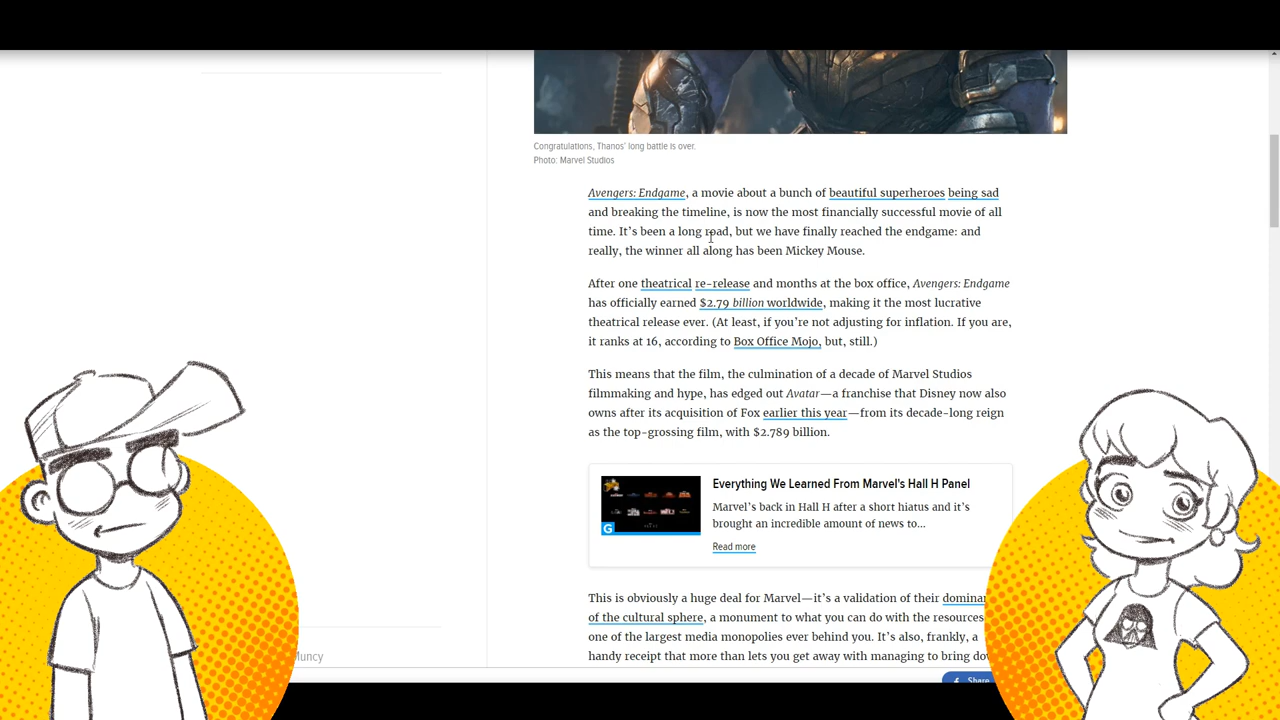 Congratulations, Thanos' long battle is over.
Photo: Marvel Studios
Avengers: Endgame, a movie about a bunch of beautiful superheroes being sad
and breaking the timeline, is now the most financially successful movie of all
time. It's been a long road, but we have finally reached the endgame: and
really, the winner all along has been Mickey Mouse.
After one theatrical re-release and months at the box office, Avengers: Endgame
has officially earned $2.79 billion worldwide, making it the most lucrative
theatrical release ever. (At least, if you're not adjusting for inflation. If you are,
it ranks at 16, according to Box Office Mojo, but, still.)
This means that the film, the culmination of a decade of Marvel Studios
filmmaking and hype, has edged out Avatar—a franchise that Disney now also
owns after its acquisition of Fox earlier this year—from its decade-long reign
as the top-grossing film, with $2.789 billion.
Everything We Learned From Marvel's Hall H Panel
Marvel's back in Hall H after a short hiatus and it's
brought an incredible amount of news to...
G
Read more
This is obviously a huge deal for Marvel—it's a validation of their
of the cultural sphere, a monument to what you can do with the resources
one of the largest media monopolies ever behind you. It's also, frankly, a
handy receipt that more than lets you get away with managing to bring
Muncy
Share